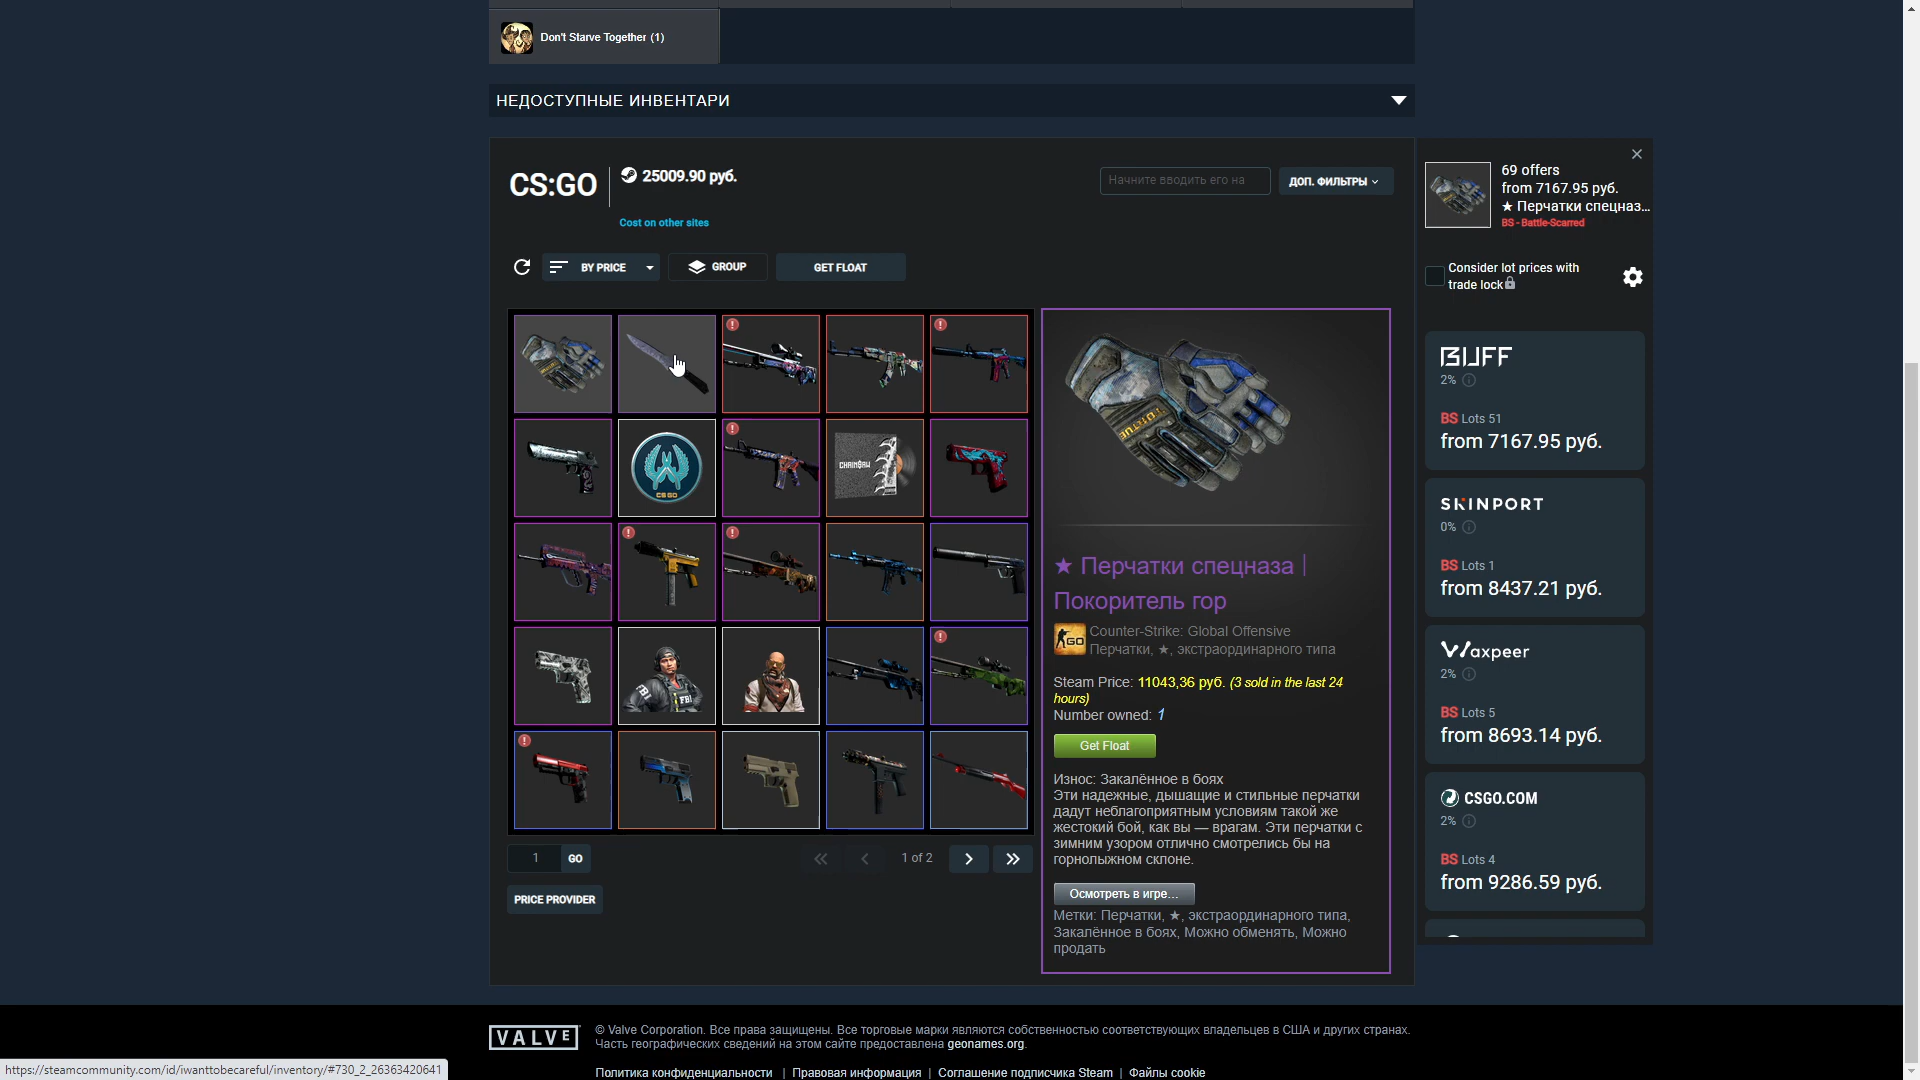 Don't Starve Together (1)
НЕДОСТУПНЫЕ ИНВЕНТАРИ
CS:GO
25009.90 руб.
Cost on other sites
Начните вводить его на
ДОП. ФИЛЬТРЫ
BY PRICE
GROUP
GET FLOAT
CHAIN$AW
CS GO
FBI
FBI
1
GO
1 of 2
PRICE PROVIDER
★ Перчатки спецназа |
Покоритель гор
GO
Counter-Strike: Global Offensive
Перчатки, ★, экстраординарного типа
Steam Price: 11043,36 руб. (3 sold in the last 24
hours)
Number owned: 1
Get Float
Износ: Закалённое в боях
Эти надежные, дышащие и стильные перчатки
дадут неблагоприятным условиям такой же
жестокий бой, как вы — врагам. Эти перчатки с
зимним узором отлично смотрелись бы на
горнолыжном склоне.
Осмотреть в игре...
Метки: Перчатки, ★, экстраординарного типа,
Закалённое в боях, Можно обменять, Можно
продать
69 offers
from 7167.95 руб.
★ Перчатки спецназ...
BS - Battle-Scarred
Consider lot prices with
trade lock
BUFF
2%
BS Lots 51
from 7167.95 руб.
SKINPORT
0%
BS Lots 1
from 8437.21 руб.
Waxpeer
2%
BS Lots 5
from 8693.14 руб.
CSGO.COM
2%
BS Lots 4
from 9286.59 руб.
VALVE
© Valve Corporation. Все права защищены. Все торговые марки являются собственностью соответствующих владельцев в США и других странах.
Часть географических сведений на этом сайте предоставлена geonames.org.
Политика конфиденциальности | Правовая информация | Соглашение подписчика Steam | Файлы cookie
https://steamcommunity.com/id/iwanttobecareful/inventory/#730_2_26363420641